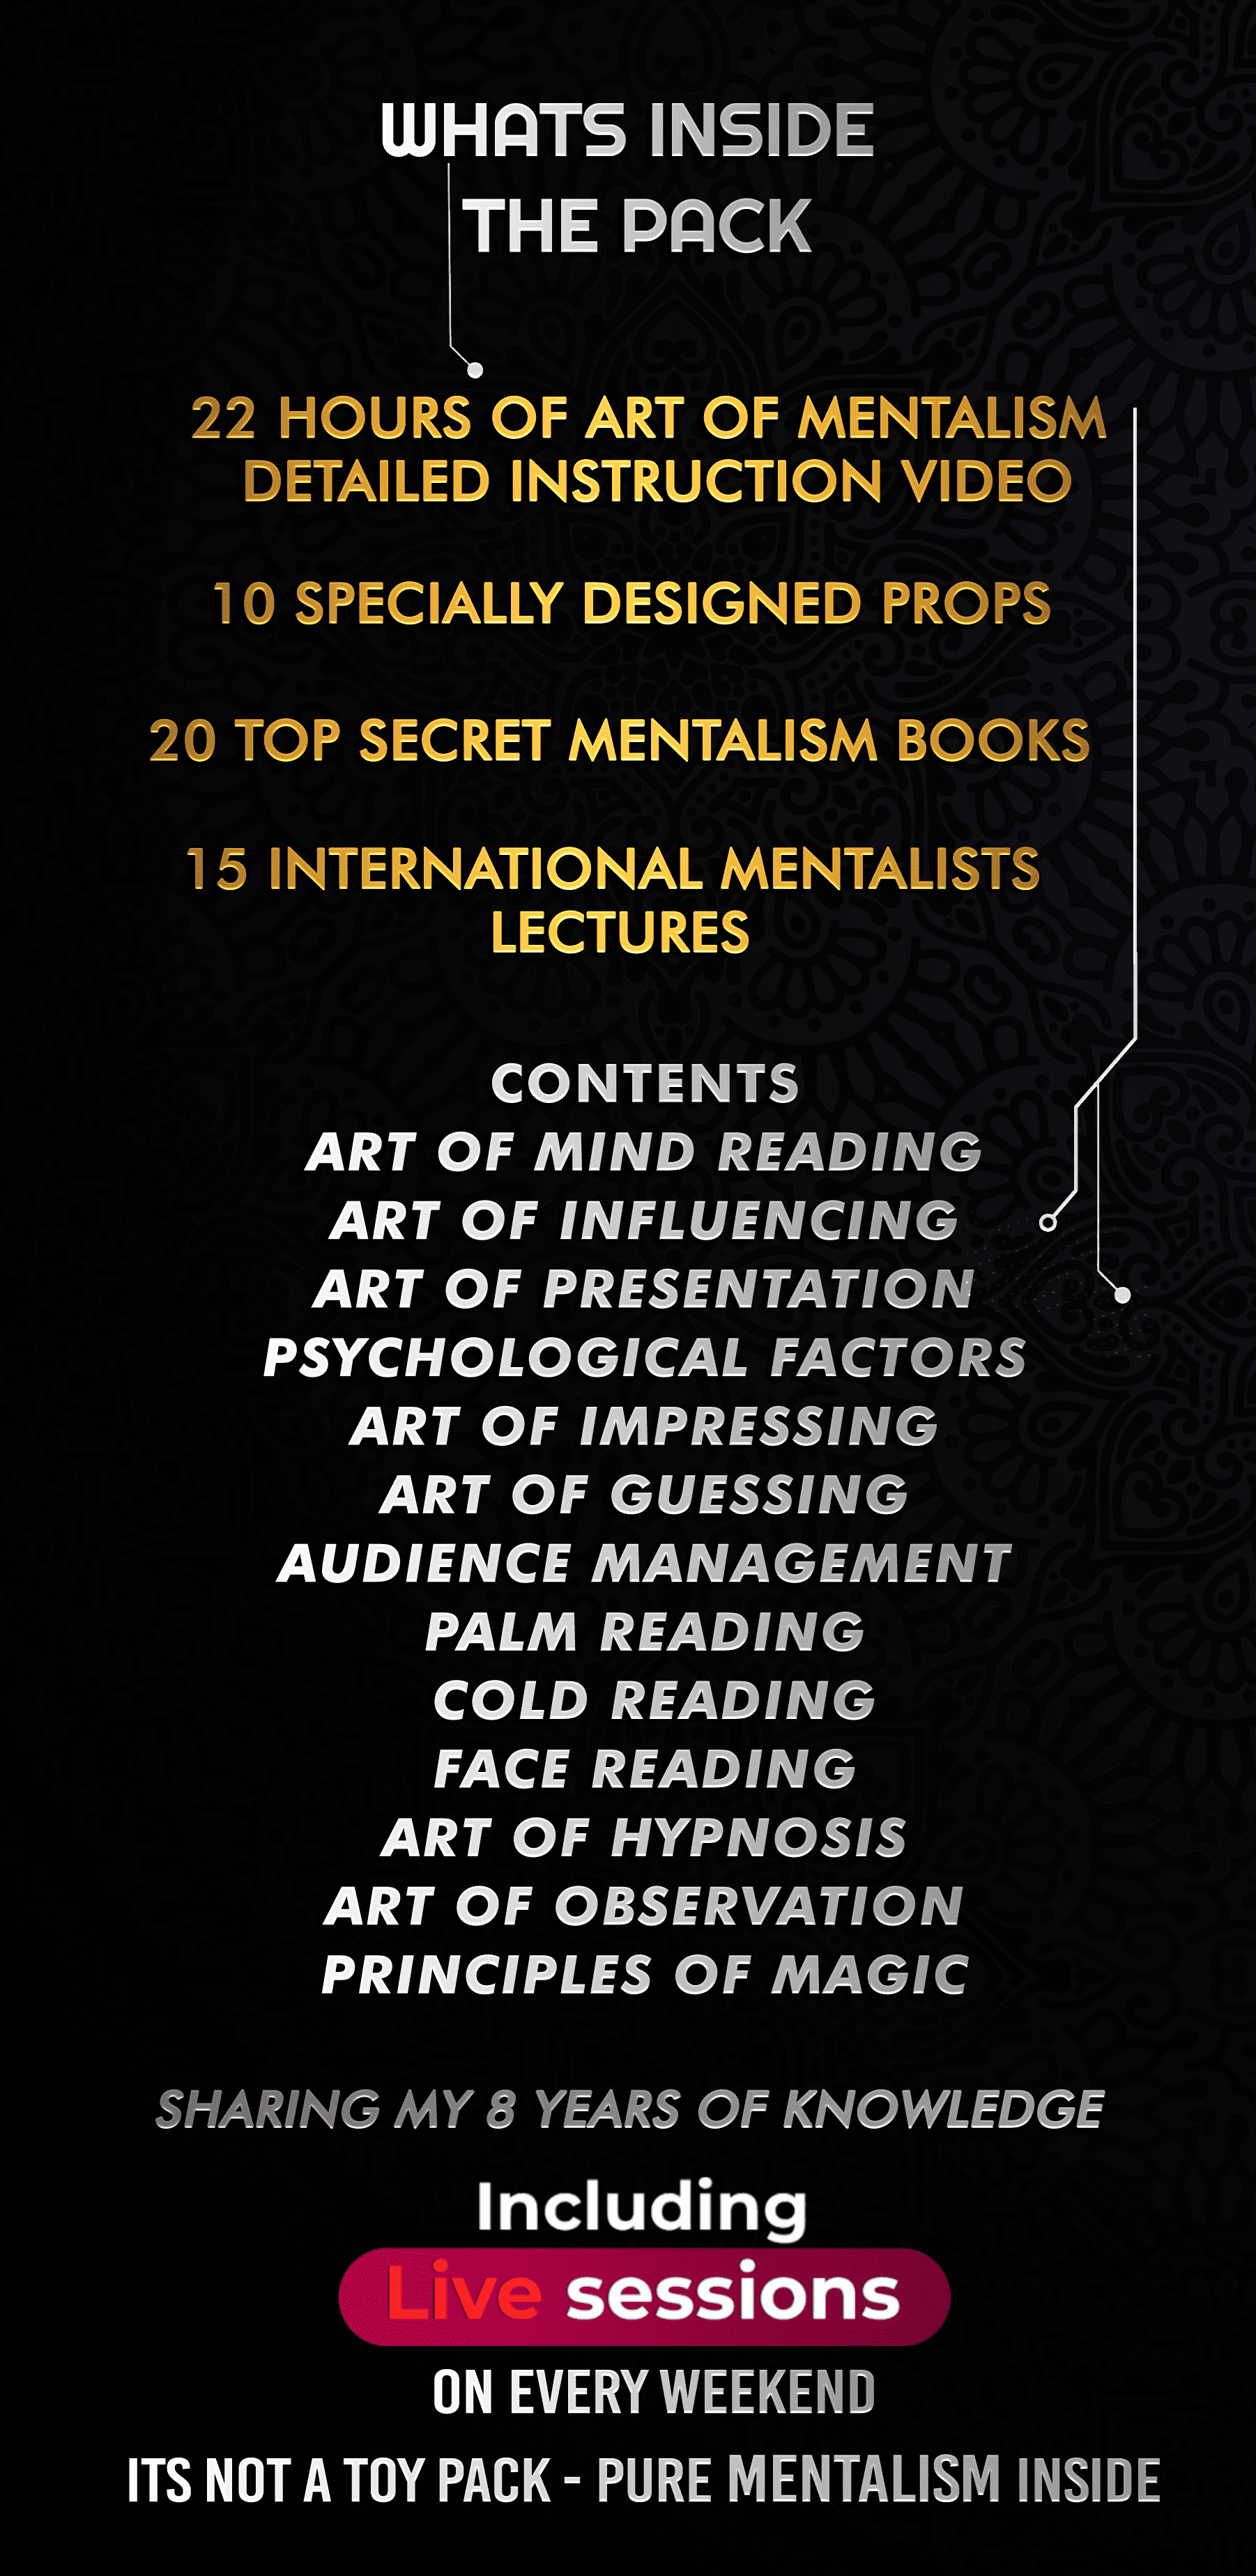 WHATS INSIDE
THE PACK
22 HOURS OF ART OF MENTALISM
DETAILED INSTRUCTION VIDEO
10 SPECIALLY DESIGNED PROPS
20 TOP SECRET MENTALISM BOOKS
15 INTERNATIONAL MENTALISTS
LECTURES
CONTENTS
ART OF MIND READING
ART OF INFLUENCING
ART OF PRESENTATION
PSYCHOLOGICAL FACTORS
ART OF IMPRESSING
ART OF GUESSING
AUDIENCE MANAGEMENT
PALM READING
COLD READING
FACE READING
ART OF HYPNOSIS
ART OF OBSERVATION
PRINCIPLES OF MAGIC
SHARING MY 8 YEARS OF KNOWLEDGE
Including
Live sessions
ON EVERY WEEKEND
ITS NOT A TOY PACK - PURE MENTALISM INSIDE